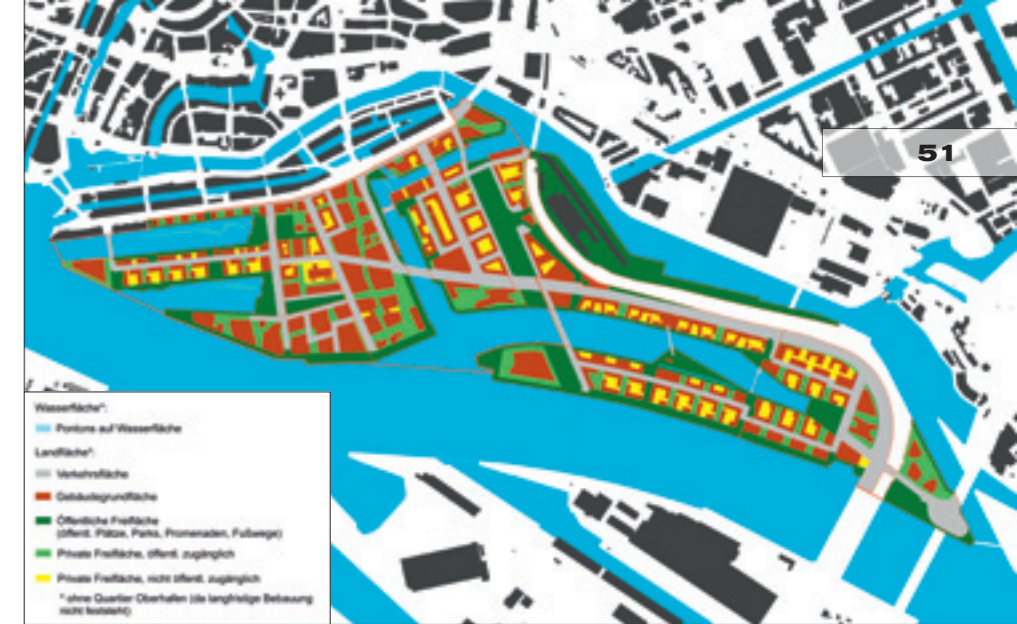 51
Wasserfläche*:
Pontons auf Wasserfläche
Landfläche*:
Verkehrsfläche
Gebäudegrundfläche
Öffentliche Freifläche
(öffentl. Plätze, Parks, Promenaden, Fußwege)
Private Freifläche, öffentl. zugänglich
Private Freifläche, nicht öffentl. zugänglich
* ohne Quartier Oberhafen (da langfristige Bebauung
nicht feststeht)